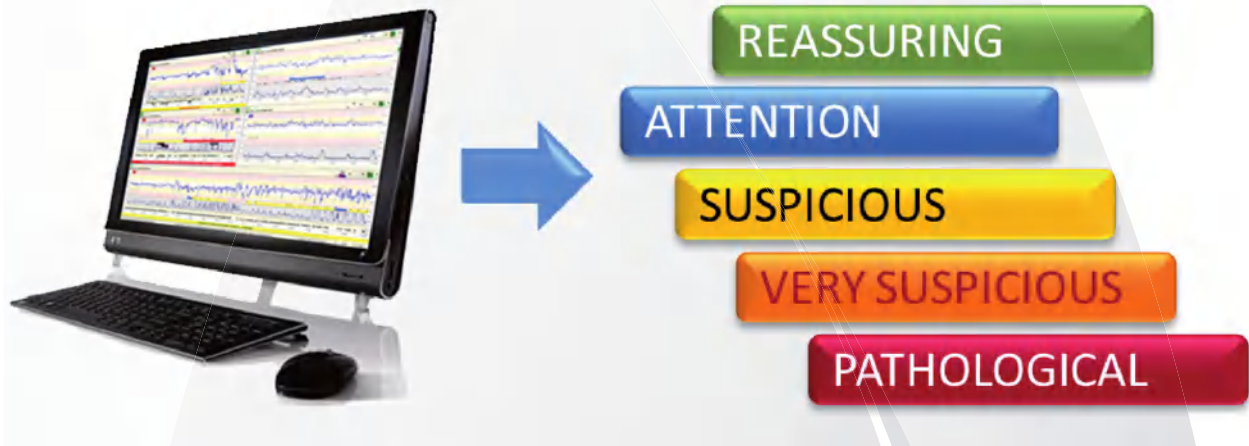 REASSURING
ATTENTION
SUSPICIOUS
VERY SUSPICIOUS
PATHOLOGICAL